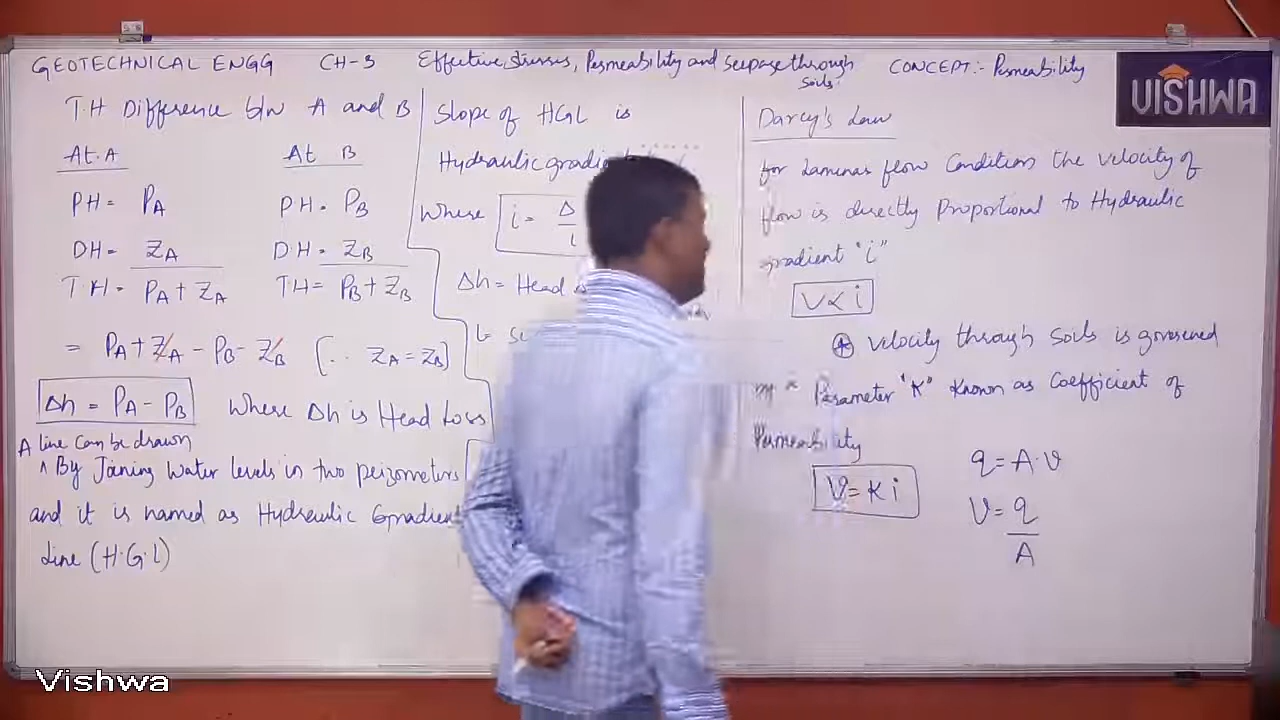 GEOTECHNICAL ENGG CH-3 Effective stresses, Permeability and Seepage through soils. CONCEPT:- Permeability
VISHWA
T.H Difference b/w A and B
At. A
PH = PA
DH = ZA
TH = PA + ZA
At B
PH = PB
DH = ZB
TH = PB + ZB
= PA + ZA - PB - ZB [∵ ZA = ZB]
Δh = PA - PB Where Δh is Head Loss
A line can be drawn
^ By Joining Water levels in two peizometers
and it is named as Hydraulic Gradient
Line (H.G.L)
Slope of HGL is
Hydraulic
Where i = Δ
Δh = Head
Darcy's Law
for Laminar flow Conditions the velocity of
flow is directly Proportional to Hydraulic
gradient "i"
V∝ i
Velocity through Soils is governed
Parameter "K" Known as Coefficient of
Permeability
V = K i
q = A·v
V = q
A
Vishwa